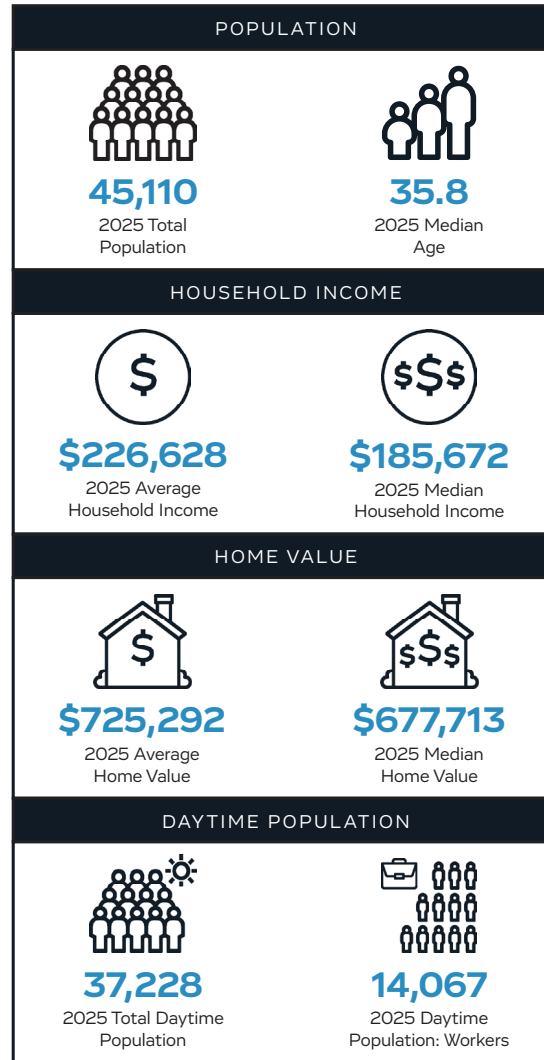 POPULATION
45,110
2025 Total
Population
35.8
2025 Median
Age
HOUSEHOLD INCOME
$
$226,628
2025 Average
Household Income
$$$
$185,672
2025 Median
Household Income
HOME VALUE
$
$725,292
2025 Average
Home Value
$$$
$677,713
2025 Median
Home Value
DAYTIME POPULATION
37,228
2025 Total Daytime
Population
14,067
2025 Daytime
Population: Workers